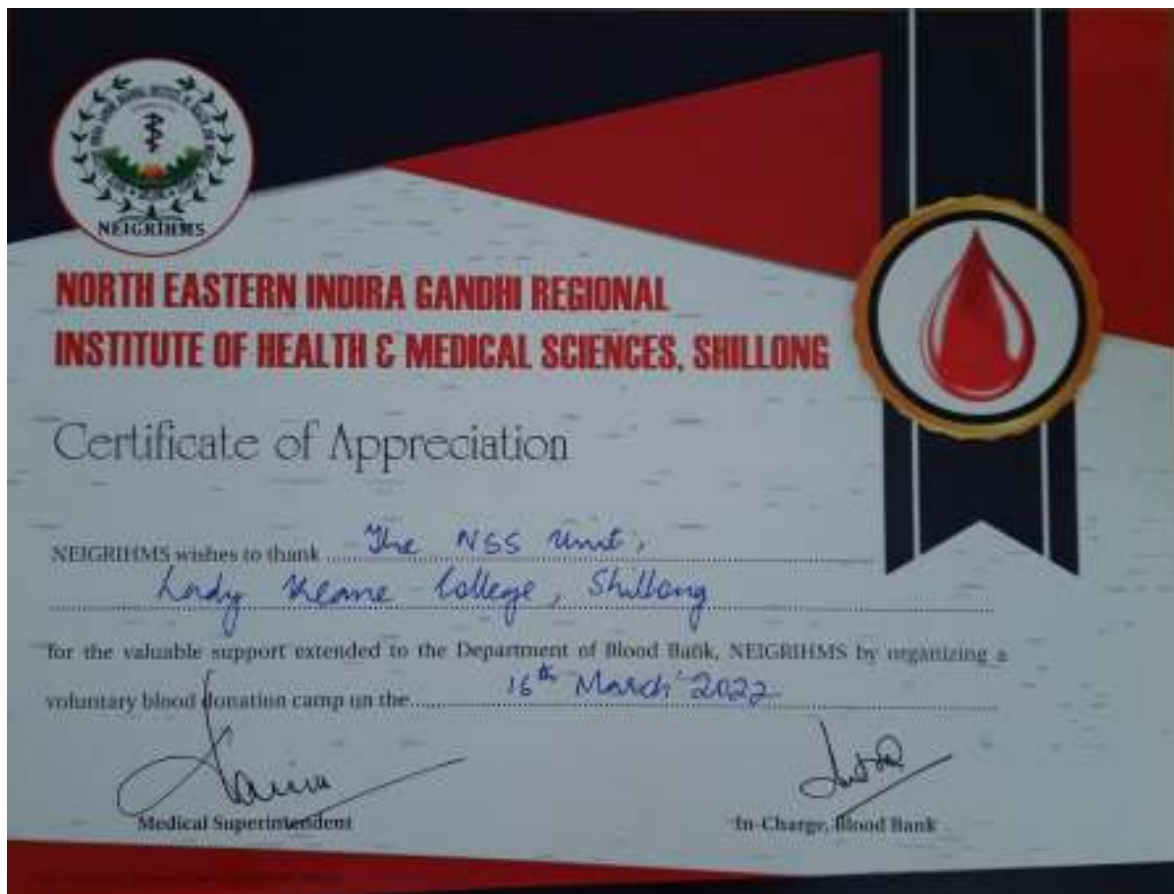 NEIGRIHMS
NORTH EASTERN INDIRA GANDHI REGIONAL
INSTITUTE OF HEALTH & MEDICAL SCIENCES, SHILLONG
Certificate of Appreciation
NEIGRIHMS wishes to thank The NSS Unit,
Lady Keane College, Shillong
for the valuable support extended to the Department of Blood Bank, NEIGRIHMS by organizing a
voluntary blood donation camp on the 16th March' 2022
Medical Superintendent
In-Charge, Blood Bank